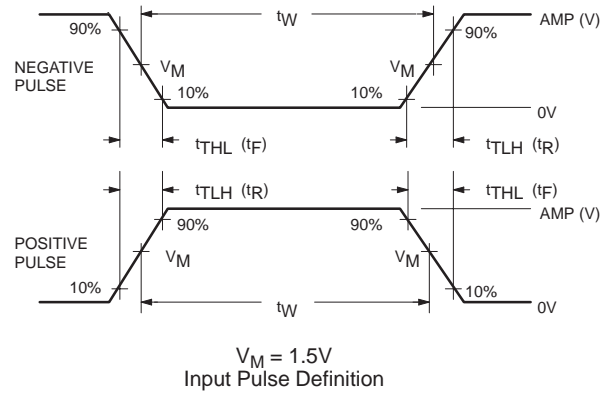 tW
AMP (V)
90%
90%
NEGATIVE
PULSE
VM
VM
10%
10%
0V
tTHL (tF)
tTLH (tR)
tTLH (tR)
tTHL (tF)
AMP (V)
90%
90%
POSITIVE
PULSE
VM
VM
10%
10%
tW
0V
VM = 1.5V
Input Pulse Definition